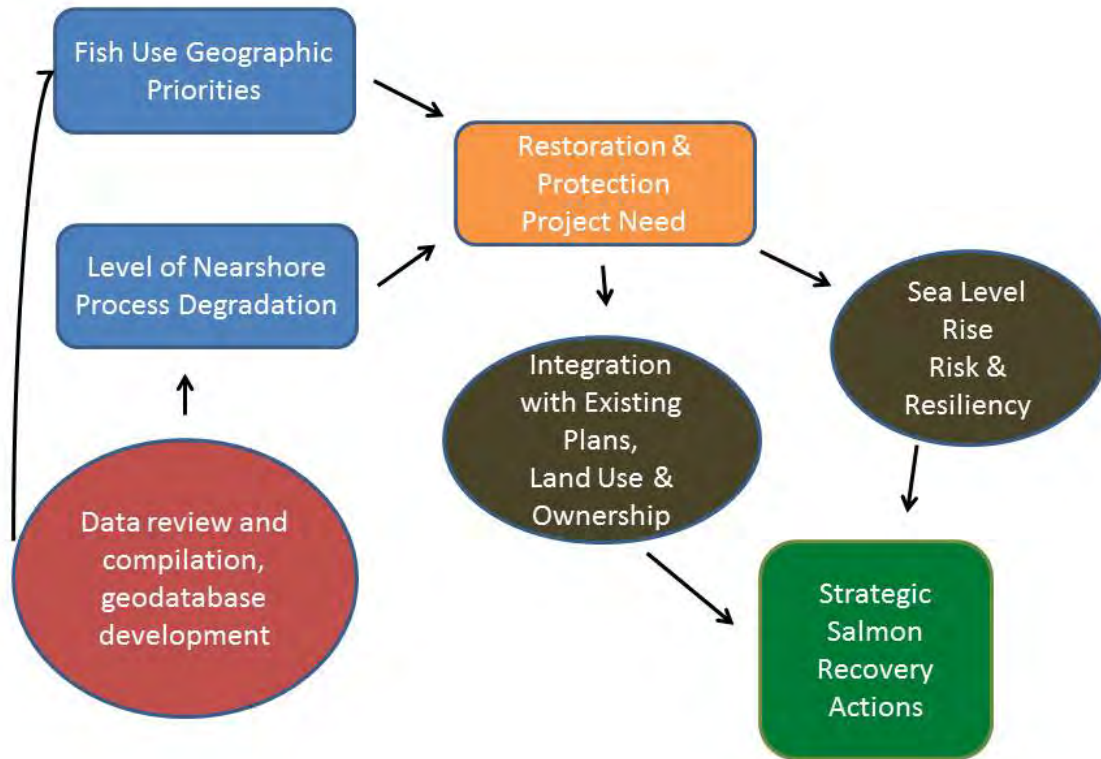 Fish Use Geographic
Priorities
Restoration &
Protection
Project Need
Level of Nearshore
Process Degradation
Sea Level
Rise
Risk &
Resiliency
Integration
with Existing
Plans,
Land Use &
Ownership
Data review and
compilation,
geodatabase
development
Strategic
Salmon
Recovery
Actions